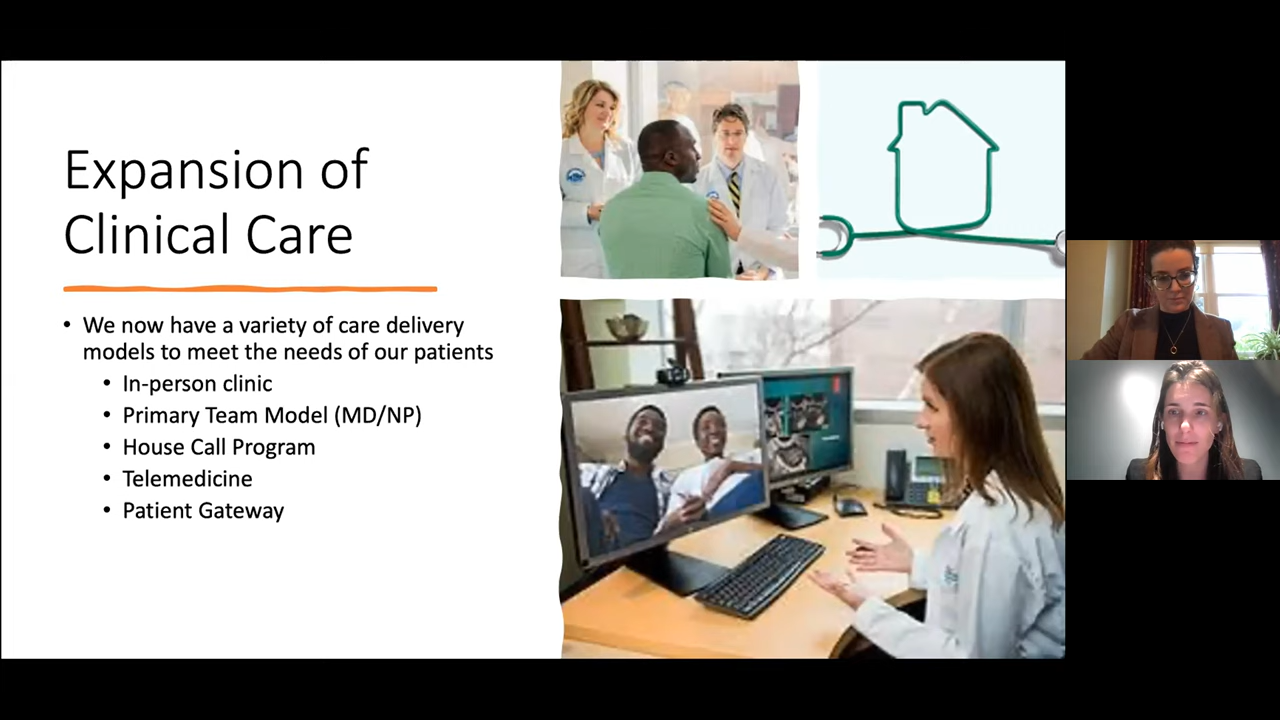 Expansion of
Clinical Care
• We now have a variety of care delivery
models to meet the needs of our patients
• In-person clinic
• Primary Team Model (MD/NP)
• House Call Program
• Telemedicine
• Patient Gateway